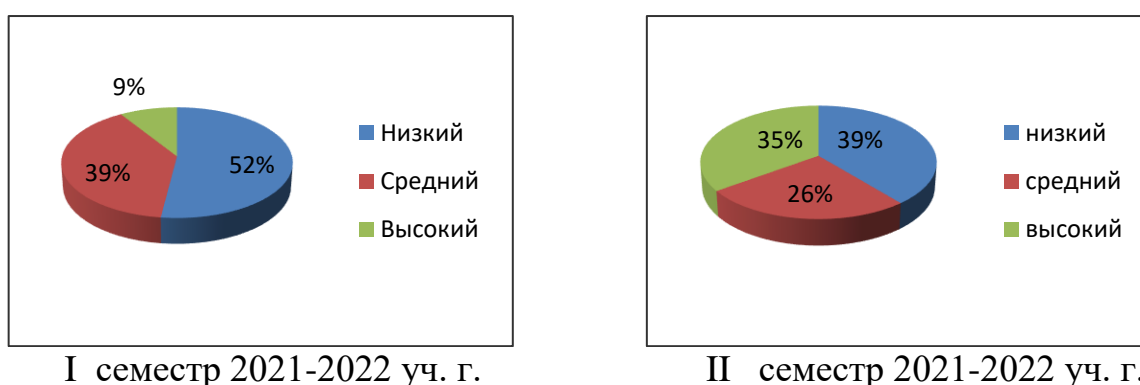 9%
39%
52%
Низкий
Средний
Высокий
I семестр 2021-2022 уч. г.
35%
39%
26%
низкий
средний
высокий
II семестр 2021-2022 уч. г.